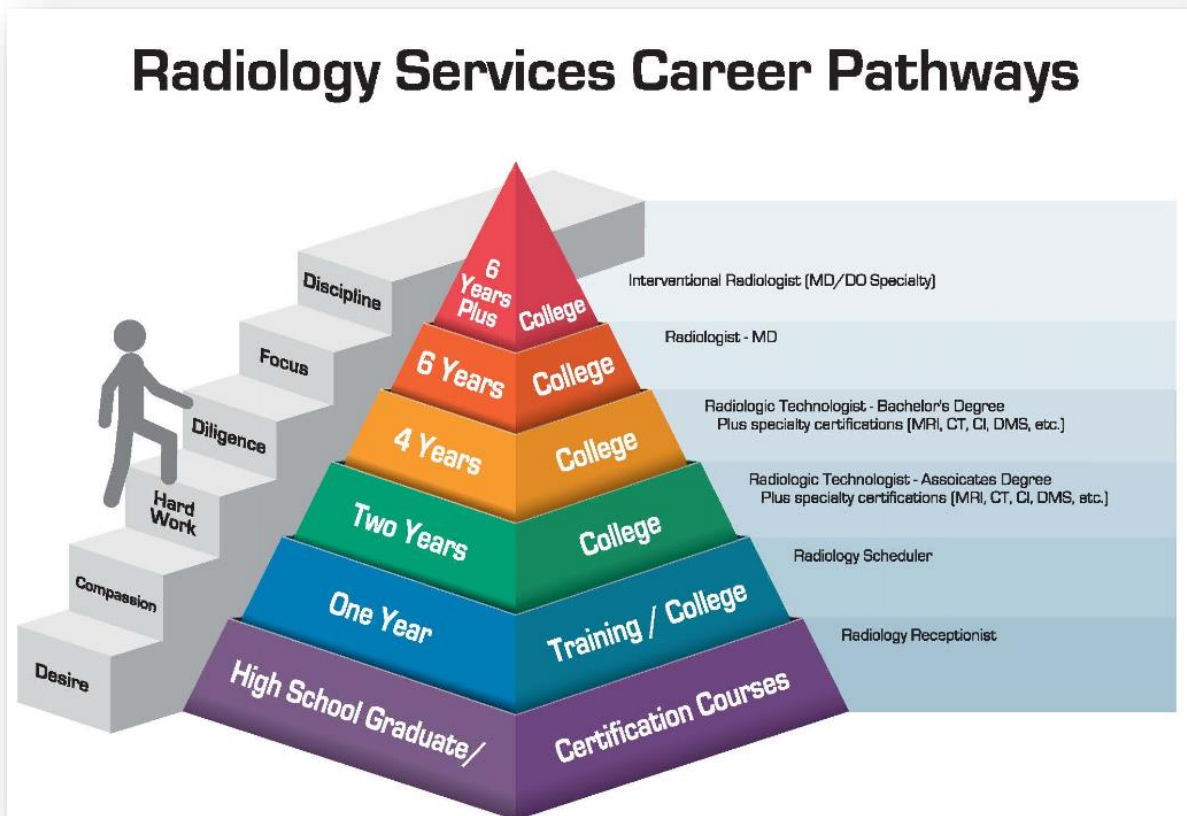 Radiology Services Career Pathways
Discipline
Focus
Diligence
Hard
Work
Compassion
Desire
6
Years
Plus
College
6 Years
College
4 Years
College
Two Years
College
One Year
Training / College
High School Graduate/
Certification Courses
Interventional Radiologist (MD/DO Specialty)
Radiologist - MD
Radiologic Technologist - Bachelor's Degree
Plus specialty certifications (MRI, CT, CI, DMS, etc.)
Radiologic Technologist - Assoicates Degree
Plus specialty certifications (MRI, CT, CI, DMS, etc.)
Radiology Scheduler
Radiology Receptionist